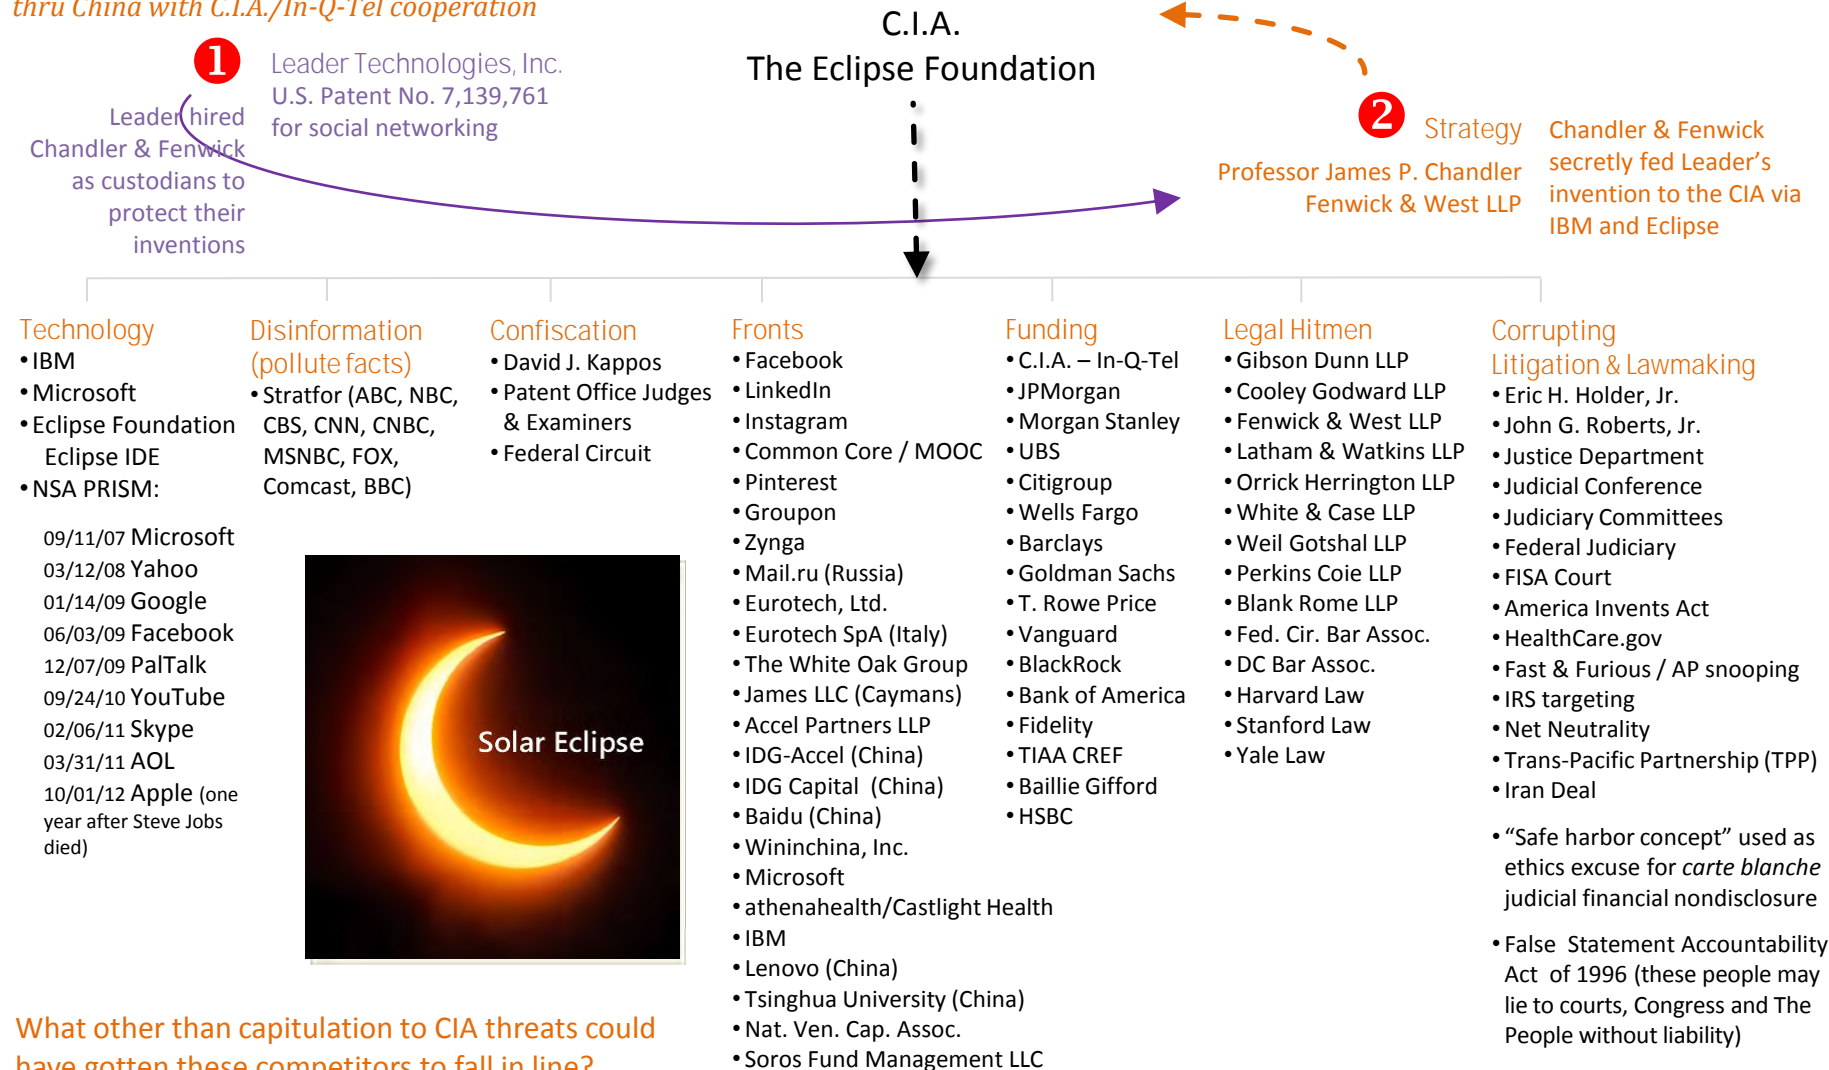 thru China with C.I.A./In-Q-Tel cooperation
C.I.A.
The Eclipse Foundation
1
Leader Technologies, Inc.
U.S. Patent No. 7,139,761
for social networking
Leader hired
Chandler & Fenwick
as custodians to
protect their
inventions
2
Strategy
Professor James P. Chandler
Fenwick & West LLP
Chandler & Fenwick
secretly fed Leader’s
invention to the CIA via
IBM and Eclipse
Technology
• IBM
• Microsoft
• Eclipse Foundation
Eclipse IDE
• NSA PRISM:
09/11/07 Microsoft
03/12/08 Yahoo
01/14/09 Google
06/03/09 Facebook
12/07/09 PalTalk
09/24/10 YouTube
02/06/11 Skype
03/31/11 AOL
10/01/12 Apple (one
year after Steve Jobs
died)
Disinformation
(pollute facts)
• Stratfor (ABC, NBC,
CBS, CNN, CNBC,
MSNBC, FOX,
Comcast, BBC)
Confiscation
• David J. Kappos
• Patent Office Judges
& Examiners
• Federal Circuit
Solar Eclipse
Fronts
• Facebook
• LinkedIn
• Instagram
• Common Core / MOOC
• Pinterest
• Groupon
• Zynga
• Mail.ru (Russia)
• Eurotech, Ltd.
• Eurotech SpA (Italy)
• The White Oak Group
• James LLC (Caymans)
• Accel Partners LLP
• IDG-Accel (China)
• IDG Capital (China)
• Baidu (China)
• Wininchina, Inc.
• Microsoft
• athenahealth/Castlight Health
• IBM
• Lenovo (China)
• Tsinghua University (China)
• Nat. Ven. Cap. Assoc.
• Soros Fund Management LLC
Funding
• C.I.A. – In-Q-Tel
• JPMorgan
• Morgan Stanley
• UBS
• Citigroup
• Wells Fargo
• Barclays
• Goldman Sachs
• T. Rowe Price
• Vanguard
• BlackRock
• Bank of America
• Fidelity
• TIAA CREF
• Baillie Gifford
• HSBC
Legal Hitmen
• Gibson Dunn LLP
• Cooley Godward LLP
• Fenwick & West LLP
• Latham & Watkins LLP
• Orrick Herrington LLP
• White & Case LLP
• Weil Gotshal LLP
• Perkins Coie LLP
• Blank Rome LLP
• Fed. Cir. Bar Assoc.
• DC Bar Assoc.
• Harvard Law
• Stanford Law
• Yale Law
Corrupting
Litigation & Lawmaking
• Eric H. Holder, Jr.
• John G. Roberts, Jr.
• Justice Department
• Judicial Conference
• Judiciary Committees
• Federal Judiciary
• FISA Court
• America Invents Act
• HealthCare.gov
• Fast & Furious / AP snooping
• IRS targeting
• Net Neutrality
• Trans-Pacific Partnership (TPP)
• Iran Deal
• “Safe harbor concept” used as
ethics excuse for carte blanche
judicial financial nondisclosure
• False Statement Accountability
Act of 1996 (these people may
lie to courts, Congress and The
People without liability)
What other than capitulation to CIA threats could
have gotten these competitors to fall in line?